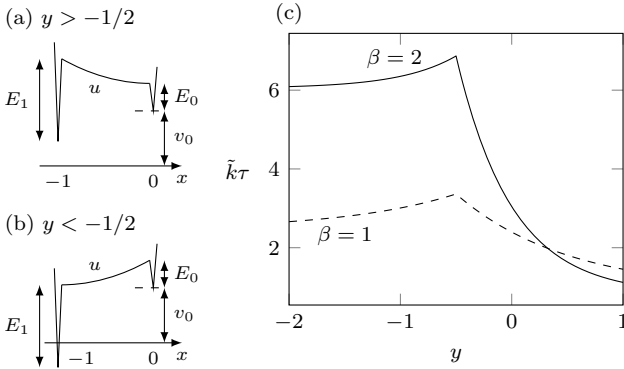 (a) y > −1/2
u
E₁
E₀
v₀
−1
0
x
(b) y < −1/2
u
E₀
E₁
v₀
−1
0
x
(c)
β = 2
6
4
k̃τ
β = 1
2
−2
−1
0
1
y